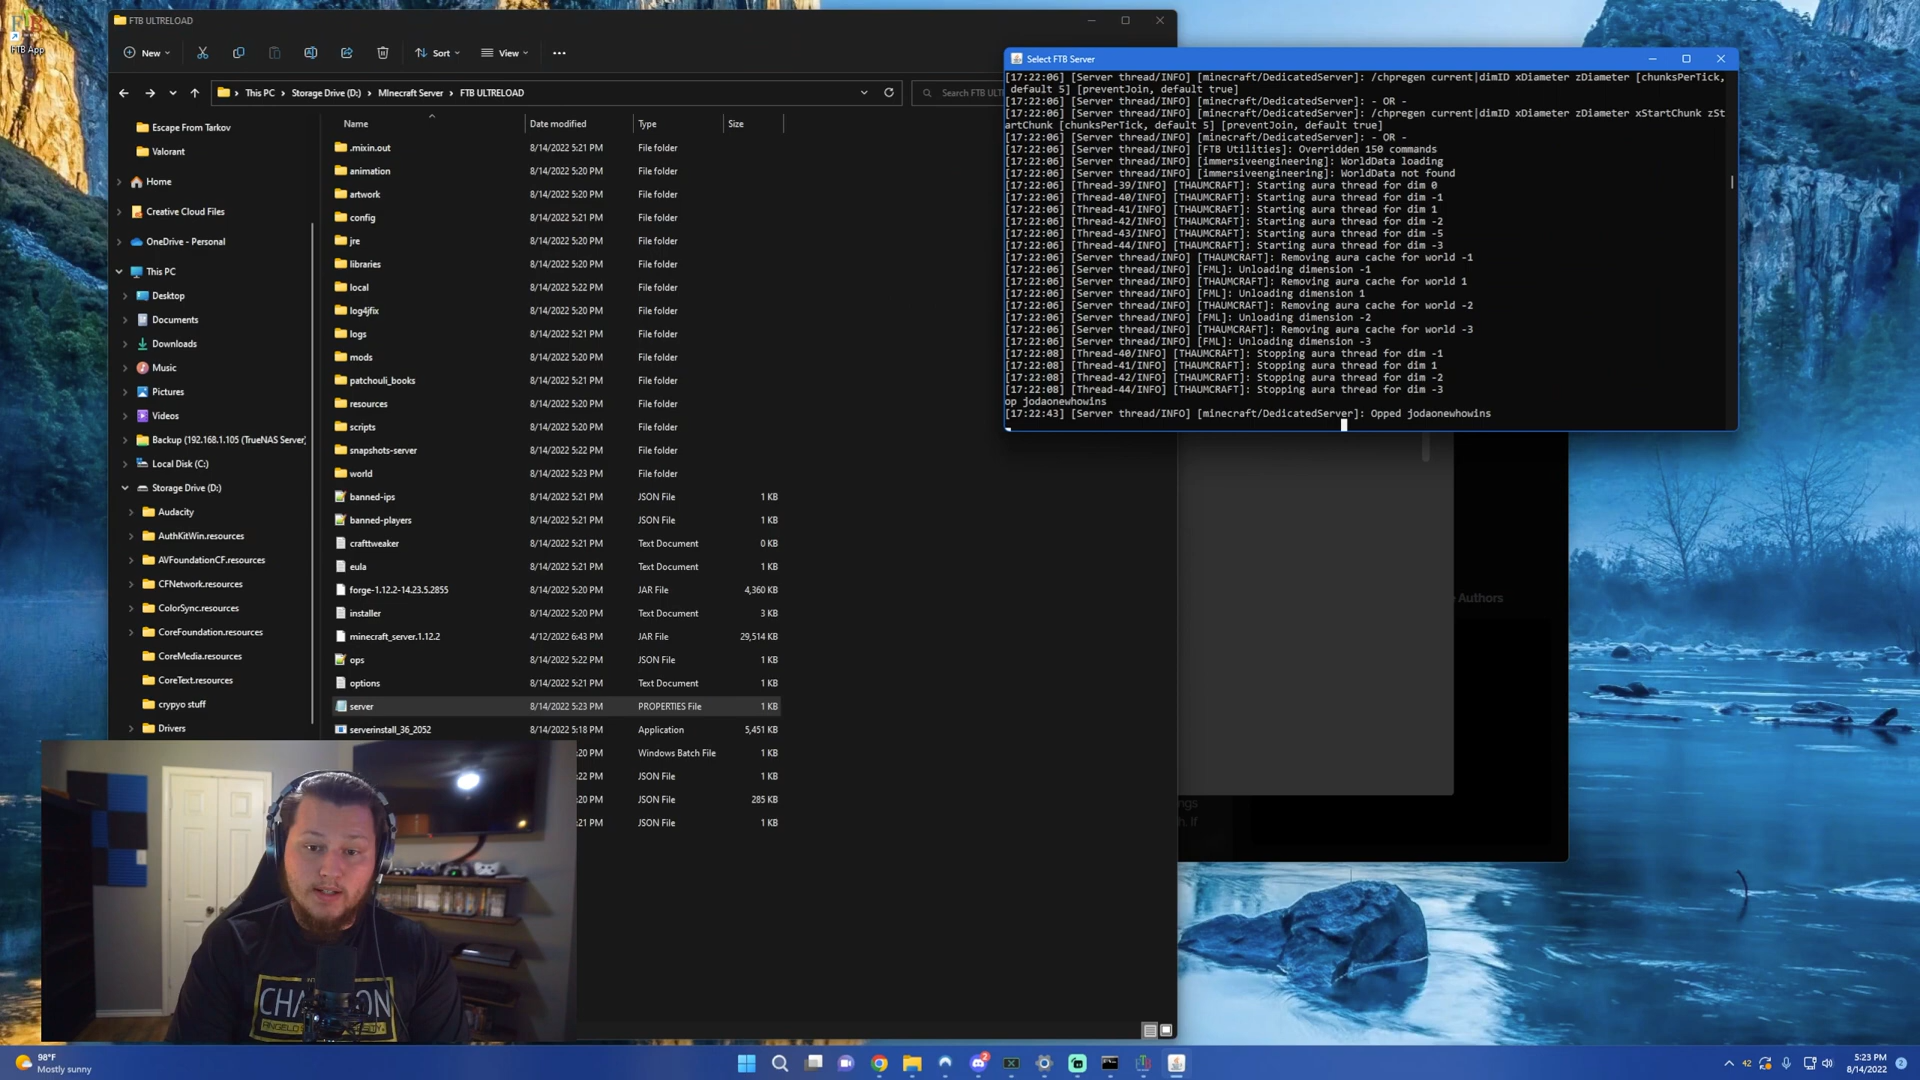 FTB App
FTB ULTRELOAD
New
Sort
View
This PC
Storage Drive (D:)
MInecraft Server
FTB ULTRELOAD
Search FTB ULT
Name
Date modified
Type
Size
Escape From Tarkov
Valorant
Home
Creative Cloud Files
OneDrive - Personal
This PC
Desktop
Documents
Downloads
Music
Pictures
Videos
Backup (192.168.1.105 (TrueNAS Server)
Local Disk (C:)
Storage Drive (D:)
Audacity
AuthKitWin.resources
AVFoundationCF.resources
CFNetwork.resources
ColorSync.resources
CoreFoundation.resources
CoreMedia.resources
CoreText.resources
crypyo stuff
Drivers
.mixin.out 8/14/2022 5:21 PM File folder
animation 8/14/2022 5:20 PM File folder
artwork 8/14/2022 5:20 PM File folder
config 8/14/2022 5:21 PM File folder
jre 8/14/2022 5:20 PM File folder
libraries 8/14/2022 5:20 PM File folder
local 8/14/2022 5:22 PM File folder
log4jfix 8/14/2022 5:20 PM File folder
logs 8/14/2022 5:21 PM File folder
mods 8/14/2022 5:20 PM File folder
patchouli_books 8/14/2022 5:21 PM File folder
resources 8/14/2022 5:20 PM File folder
scripts 8/14/2022 5:20 PM File folder
snapshots-server 8/14/2022 5:22 PM File folder
world 8/14/2022 5:23 PM File folder
banned-ips 8/14/2022 5:21 PM JSON File 1 KB
banned-players 8/14/2022 5:21 PM JSON File 1 KB
crafttweaker 8/14/2022 5:21 PM Text Document 0 KB
eula 8/14/2022 5:21 PM Text Document 1 KB
forge-1.12.2-14.23.5.2855 8/14/2022 5:20 PM JAR File 4,360 KB
installer 8/14/2022 5:20 PM Text Document 3 KB
minecraft_server.1.12.2 4/12/2022 6:43 PM JAR File 29,514 KB
ops 8/14/2022 5:22 PM JSON File 1 KB
options 8/14/2022 5:21 PM Text Document 1 KB
server 8/14/2022 5:23 PM PROPERTIES File 1 KB
serverinstall_36_2052 8/14/2022 5:18 PM Application 5,451 KB
:20 PM Windows Batch File 1 KB
:22 PM JSON File 1 KB
:20 PM JSON File 285 KB
:21 PM JSON File 1 KB
Select FTB Server
[17:22:06] [Server thread/INFO] [minecraft/DedicatedServer]: /chpregen current|dimID xDiameter zDiameter [chunksPerTick,
default 5] [preventJoin, default true]
[17:22:06] [Server thread/INFO] [minecraft/DedicatedServer]: - OR -
[17:22:06] [Server thread/INFO] [minecraft/DedicatedServer]: /chpregen current|dimID xDiameter zDiameter xStartChunk zSt
artChunk [chunksPerTick, default 5] [preventJoin, default true]
[17:22:06] [Server thread/INFO] [minecraft/DedicatedServer]: - OR -
[17:22:06] [Server thread/INFO] [FTB Utilities]: Overridden 150 commands
[17:22:06] [Server thread/INFO] [immersiveengineering]: WorldData loading
[17:22:06] [Server thread/INFO] [immersiveengineering]: WorldData not found
[17:22:06] [Thread-39/INFO] [THAUMCRAFT]: Starting aura thread for dim 0
[17:22:06] [Thread-40/INFO] [THAUMCRAFT]: Starting aura thread for dim -1
[17:22:06] [Thread-41/INFO] [THAUMCRAFT]: Starting aura thread for dim 1
[17:22:06] [Thread-42/INFO] [THAUMCRAFT]: Starting aura thread for dim -2
[17:22:06] [Thread-43/INFO] [THAUMCRAFT]: Starting aura thread for dim -5
[17:22:06] [Thread-44/INFO] [THAUMCRAFT]: Starting aura thread for dim -3
[17:22:06] [Server thread/INFO] [THAUMCRAFT]: Removing aura cache for world -1
[17:22:06] [Server thread/INFO] [FML]: Unloading dimension -1
[17:22:06] [Server thread/INFO] [THAUMCRAFT]: Removing aura cache for world 1
[17:22:06] [Server thread/INFO] [FML]: Unloading dimension 1
[17:22:06] [Server thread/INFO] [THAUMCRAFT]: Removing aura cache for world -2
[17:22:06] [Server thread/INFO] [FML]: Unloading dimension -2
[17:22:06] [Server thread/INFO] [THAUMCRAFT]: Removing aura cache for world -3
[17:22:06] [Server thread/INFO] [FML]: Unloading dimension -3
[17:22:08] [Thread-40/INFO] [THAUMCRAFT]: Stopping aura thread for dim -1
[17:22:08] [Thread-41/INFO] [THAUMCRAFT]: Stopping aura thread for dim 1
[17:22:08] [Thread-42/INFO] [THAUMCRAFT]: Stopping aura thread for dim -2
[17:22:08] [Thread-44/INFO] [THAUMCRAFT]: Stopping aura thread for dim -3
op jodaonewhowins
[17:22:43] [Server thread/INFO] [minecraft/DedicatedServer]: Opped jodaonewhowins
Authors
ngs
h. If
98°F
Mostly sunny
2
42
5:23 PM
8/14/2022
2